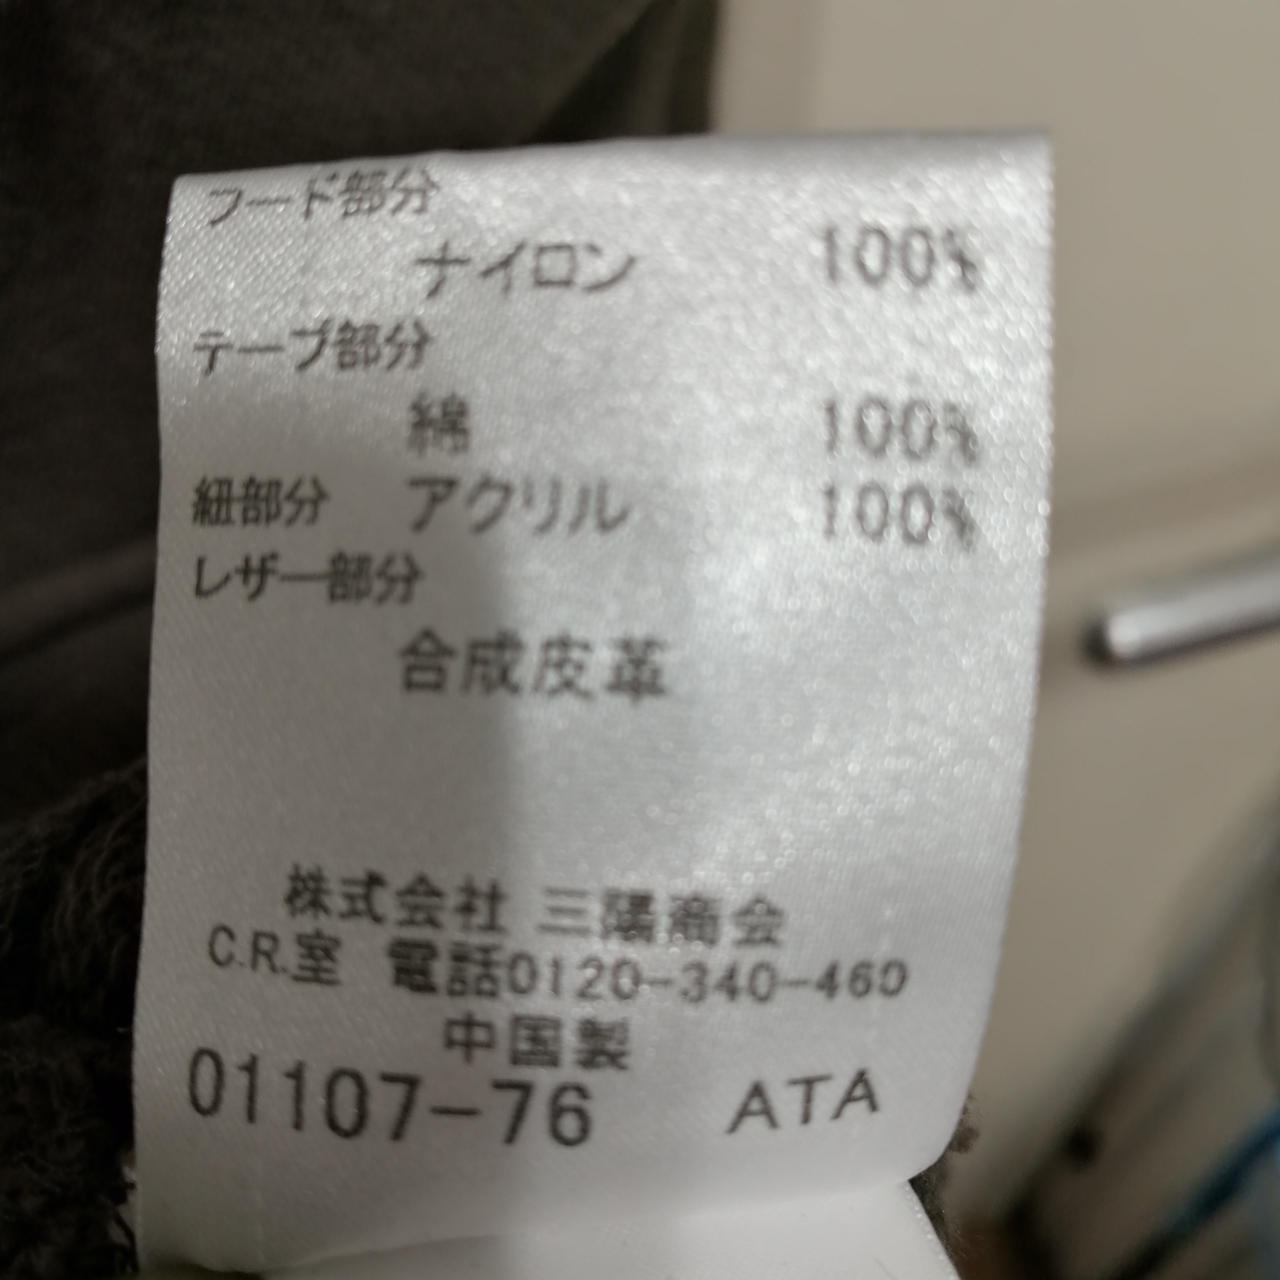 フード部分
ナイロン 100%
テープ部分
綿 100%
紐部分 アクリル 100%
レザー部分
合成皮革
株式会社 三陽商会
C.R.室 電話0120-340-460
中国製
01107-76 ATA